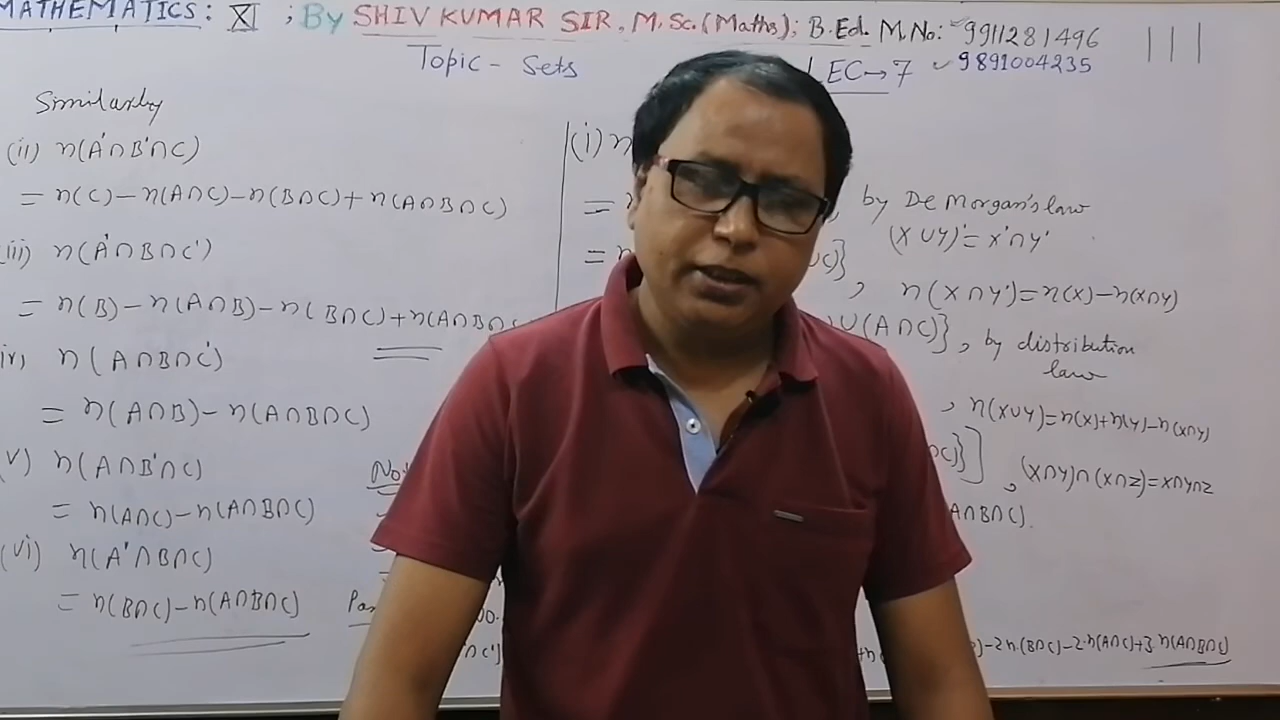 MATHEMATICS: XI ; By SHIV KUMAR SIR, M.Sc.(Maths); B.Ed. M.No: 9911281496
Topic - Sets
LEC→7 9891004235
Similarly
(ii) n(A'∩B'∩C)
= n(C)-n(A∩C)-n(B∩C)+n(A∩B∩C)
(iii) n(A'∩B∩C')
= n(B)-n(A∩B)-n(B∩C)+n(A∩B∩C
(iv) n(A∩B∩C')
= n(A∩B)-n(A∩B∩C)
(v) n(A∩B'∩C)
= n(A∩C)-n(A∩B∩C)
(vi) n(A'∩B∩C)
= n(B∩C)-n(A∩B∩C)
(i) n
= , by De Morgan's law
(X∪Y)'=X'∩Y'
= n ∪C)}
, n(X∩Y')=n(X)-n(X∩Y)
)∪(A∩C)}, by distribution
law
, n(X∪Y)=n(X)+n(Y)-n(X∩Y)
∩C)}] , (X∩Y)∩(X∩Z)=X∩Y∩Z
A∩B∩C).
)-2n(B∩C)-2n(A∩C)+3n(A∩B∩C)